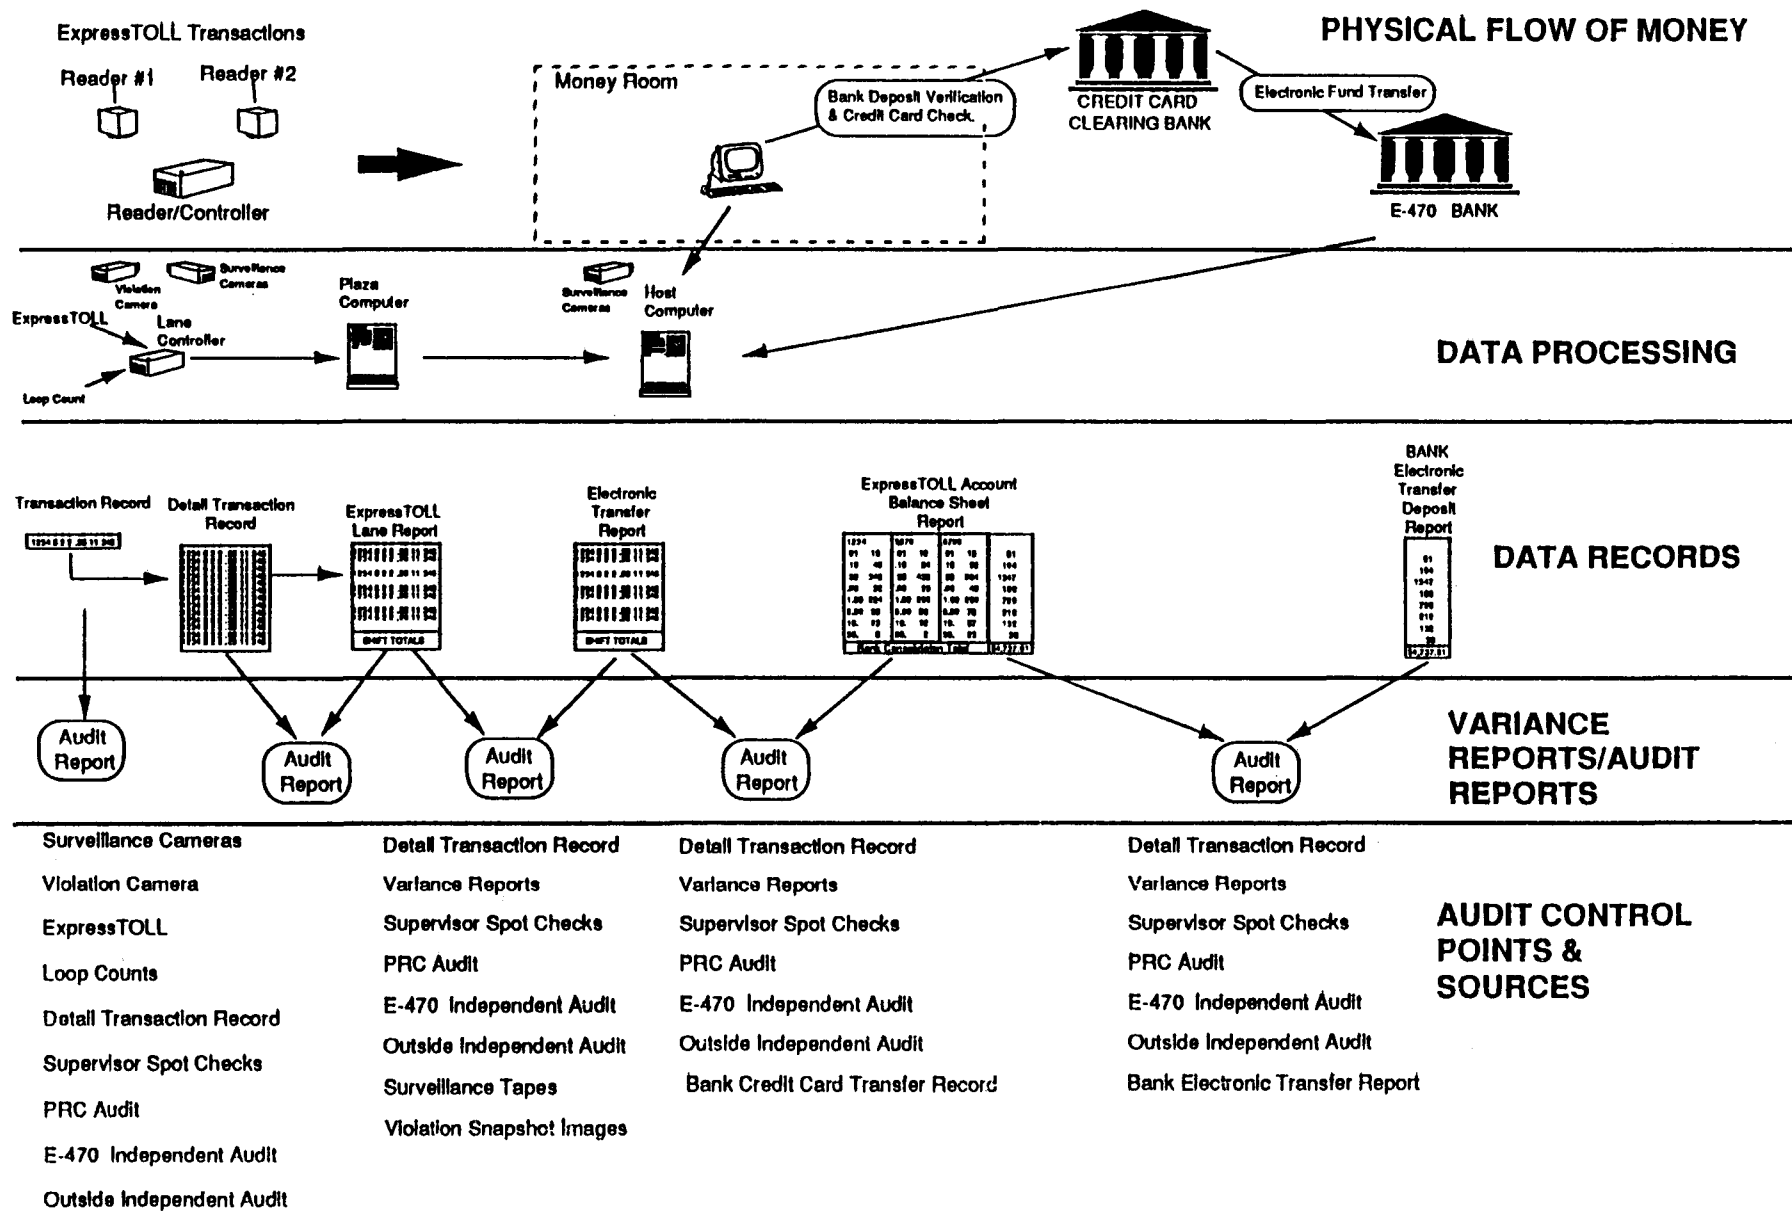 PHYSICAL FLOW OF MONEY
ExpressTOLL Transactions
Reader #1
Reader #2
Reader/Controller
Money Room
Bank Deposit Verification
& Credit Card Check.
CREDIT CARD
CLEARING BANK
Electronic Fund Transfer
E-470 BANK
Violation
Camera
Surveillance
Cameras
ExpressTOLL
Lane
Controller
Loop Count
Plaza
Computer
Surveillance
Cameras
Host
Computer
DATA PROCESSING
Transaction Record
Detail Transaction
Record
ExpressTOLL
Lane Report
SHIFT TOTALS
Electronic
Transfer
Report
SHIFT TOTALS
ExpressTOLL Account
Balance Sheet
Report
Bank Consolidation Total
BANK
Electronic
Transfer
Deposit
Report
DATA RECORDS
Audit
Report
Audit
Report
Audit
Report
Audit
Report
Audit
Report
VARIANCE
REPORTS/AUDIT
REPORTS
Surveillance Cameras
Violation Camera
ExpressTOLL
Loop Counts
Detail Transaction Record
Supervisor Spot Checks
PRC Audit
E-470 Independent Audit
Outside Independent Audit
Detail Transaction Record
Variance Reports
Supervisor Spot Checks
PRC Audit
E-470 Independent Audit
Outside Independent Audit
Surveillance Tapes
Violation Snapshot Images
Detail Transaction Record
Variance Reports
Supervisor Spot Checks
PRC Audit
E-470 Independent Audit
Outside Independent Audit
Bank Credit Card Transfer Record
Detail Transaction Record
Variance Reports
Supervisor Spot Checks
PRC Audit
E-470 Independent Audit
Outside Independent Audit
Bank Electronic Transfer Report
AUDIT CONTROL
POINTS &
SOURCES